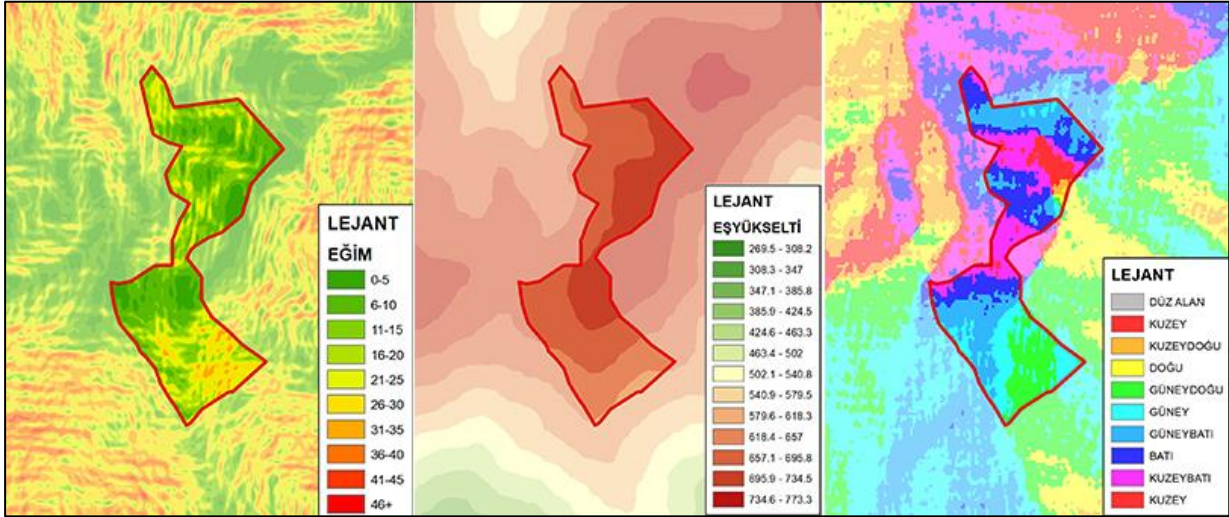 LEJANT
EĞİM
0-5
6-10
11-15
16-20
21-25
26-30
31-35
36-40
41-45
46+
LEJANT
EŞYÜKSELTİ
269.5 - 308.2
308.3 - 347
347.1 - 385.8
385.9 - 424.5
424.6 - 463.3
463.4 - 502
502.1 - 540.8
540.9 - 579.5
579.6 - 618.3
618.4 - 657
657.1 - 695.8
695.9 - 734.5
734.6 - 773.3
LEJANT
DÜZ ALAN
KUZEY
KUZEYDOĞU
DOĞU
GÜNEYDOĞU
GÜNEY
GÜNEYBATI
BATI
KUZEYBATI
KUZEY